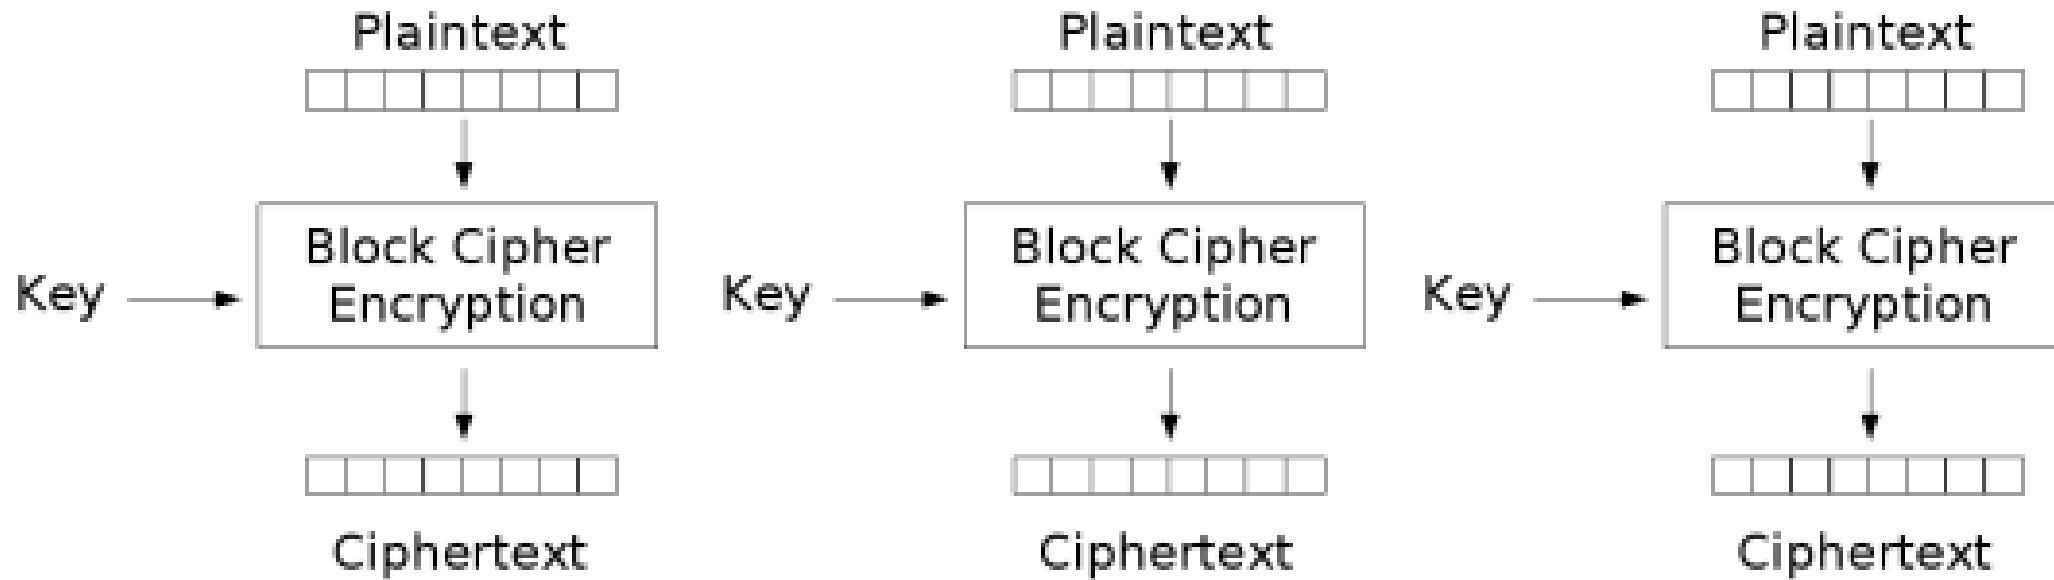 Plaintext
Plaintext
Plaintext
Key
Block Cipher
Encryption
Key
Block Cipher
Encryption
Key
Block Cipher
Encryption
Ciphertext
Ciphertext
Ciphertext